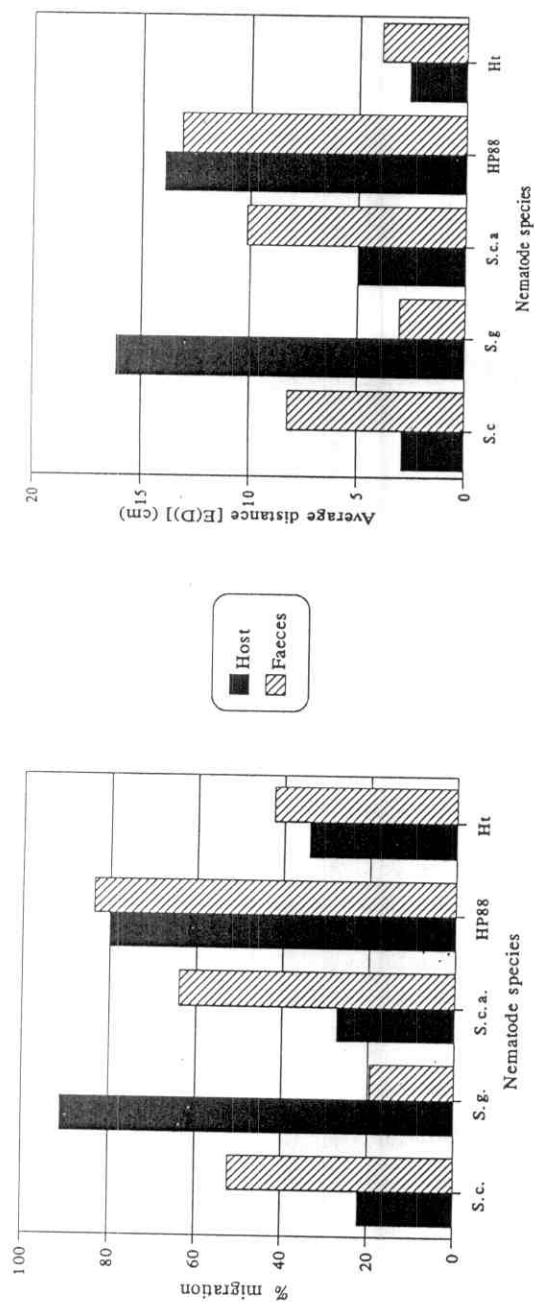 % migration
100
80
60
40
20
0
S.c.
S.g.
S.c.a.
HP88
Ht
Nematode species
Host
Faeces
Average distance [E(D)] (cm)
20
15
10
5
0
S.c
S.g
S.c.a
HP88
Ht
Nematode species